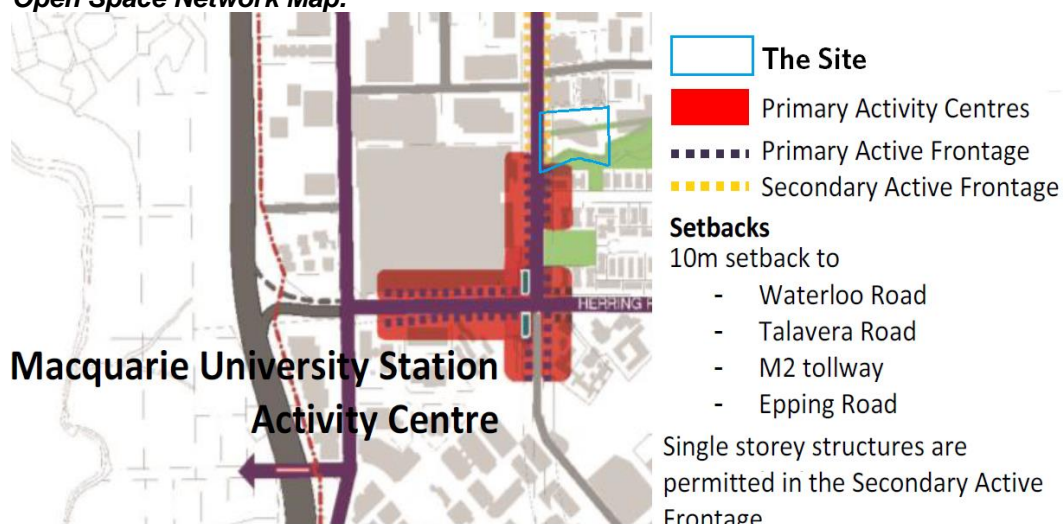 Open Space Network Map.
The Site
Primary Activity Centres
Primary Active Frontage
Secondary Active Frontage
Setbacks
10m setback to
- Waterloo Road
- Talavera Road
- M2 tollway
- Epping Road
Single storey structures are
permitted in the Secondary Active
Frontage
HERRING
Macquarie University Station
Activity Centre